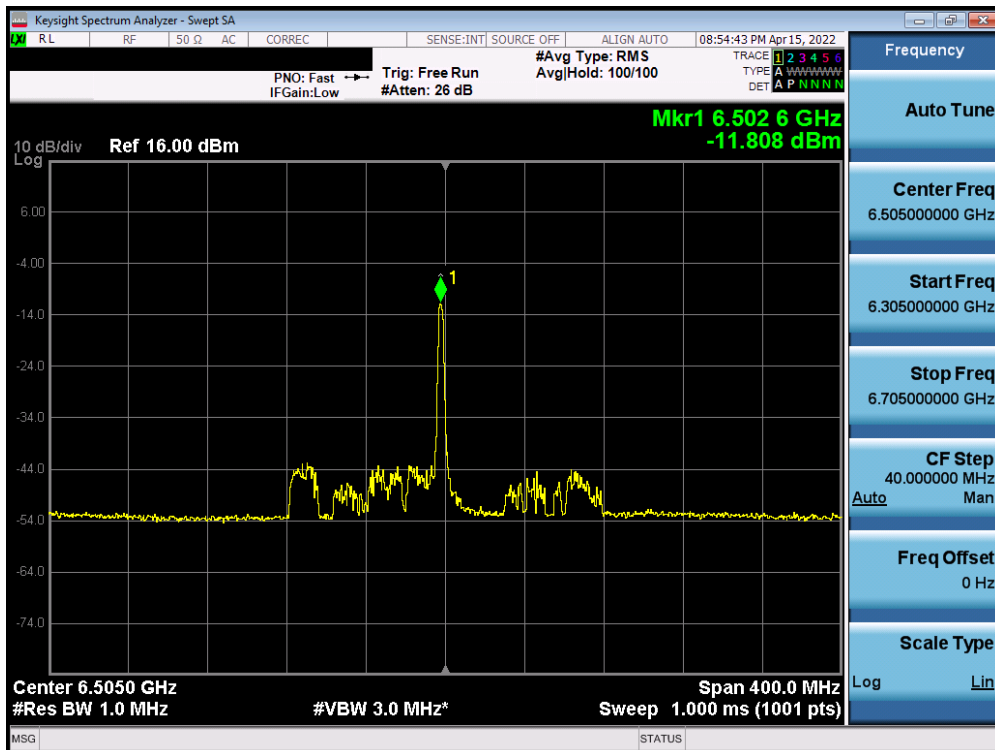 Keysight Spectrum Analyzer - Swept SA
LXI RL RF 50 Ω AC CORREC SENSE:INT SOURCE OFF ALIGN AUTO 08:54:43 PM Apr 15, 2022
Frequency
PNO: Fast
IFGain:Low
Trig: Free Run
#Atten: 26 dB
#Avg Type: RMS
Avg|Hold: 100/100
TRACE 1 2 3 4 5 6
TYPE A WWWWW
DET A P N N N N
Mkr1 6.502 6 GHz
-11.808 dBm
10 dB/div
Log
Ref 16.00 dBm
6.00
-4.00
-14.0
-24.0
-34.0
-44.0
-54.0
-64.0
-74.0
1
Center 6.5050 GHz
#Res BW 1.0 MHz
#VBW 3.0 MHz*
Span 400.0 MHz
Sweep 1.000 ms (1001 pts)
MSG
STATUS
Auto Tune
Center Freq
6.505000000 GHz
Start Freq
6.305000000 GHz
Stop Freq
6.705000000 GHz
CF Step
40.000000 MHz
Auto Man
Freq Offset
0 Hz
Scale Type
Log Lin